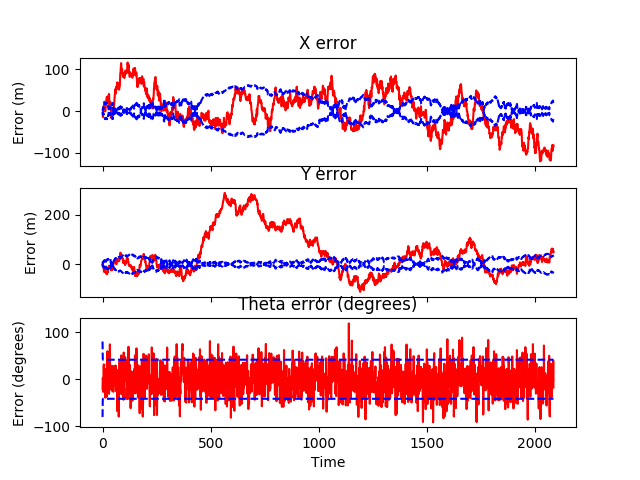 X error
Error (m)
100
0
−100
Y error
Error (m)
200
0
Theta error (degrees)
Error (degrees)
100
0
−100
0 500 1000 1500 2000
Time